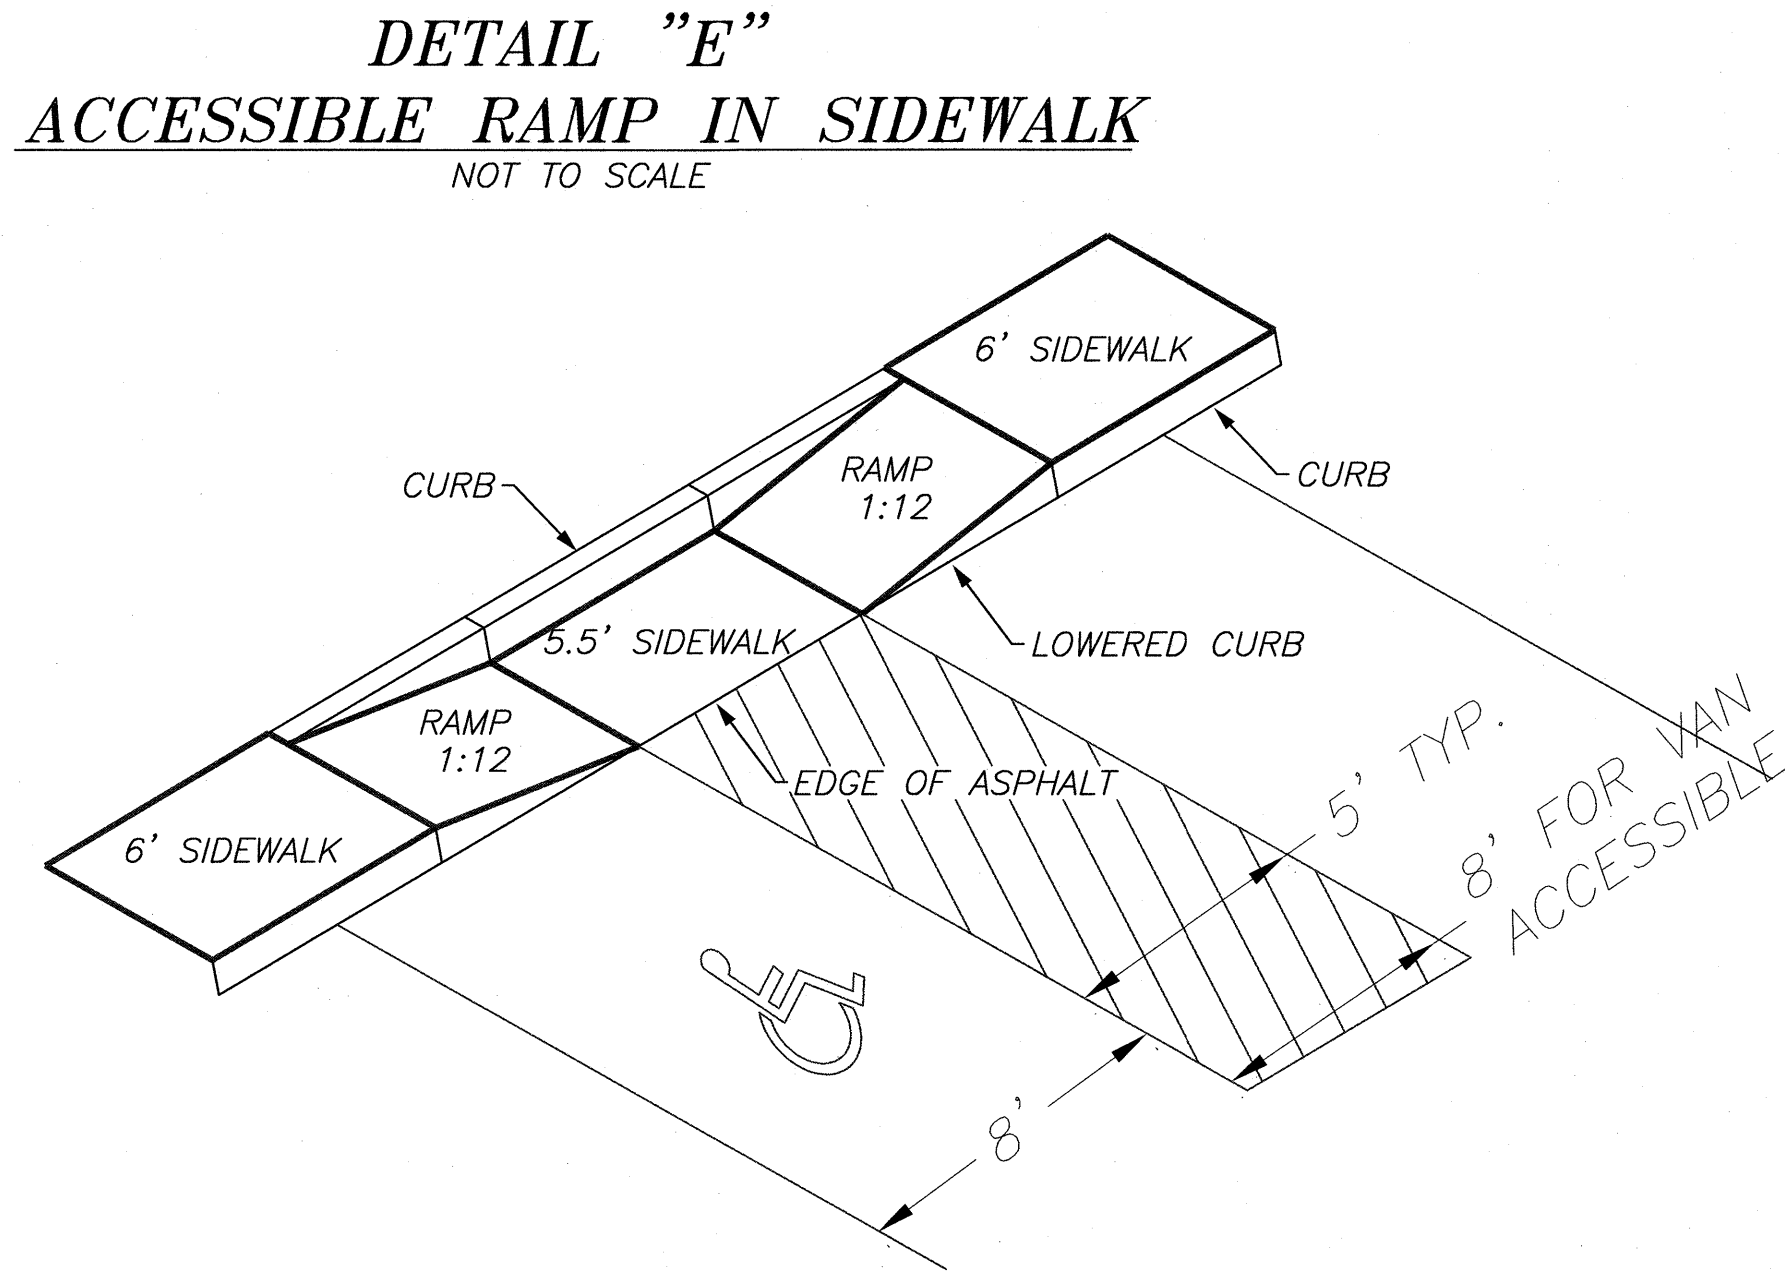 DETAIL "E"
ACCESSIBLE RAMP IN SIDEWALK
NOT TO SCALE
6' SIDEWALK
RAMP
1:12
CURB
CURB
5.5' SIDEWALK
LOWERED CURB
RAMP
1:12
EDGE OF ASPHALT
6' SIDEWALK
5' TYP.
8' FOR VAN
ACCESSIBLE
8'